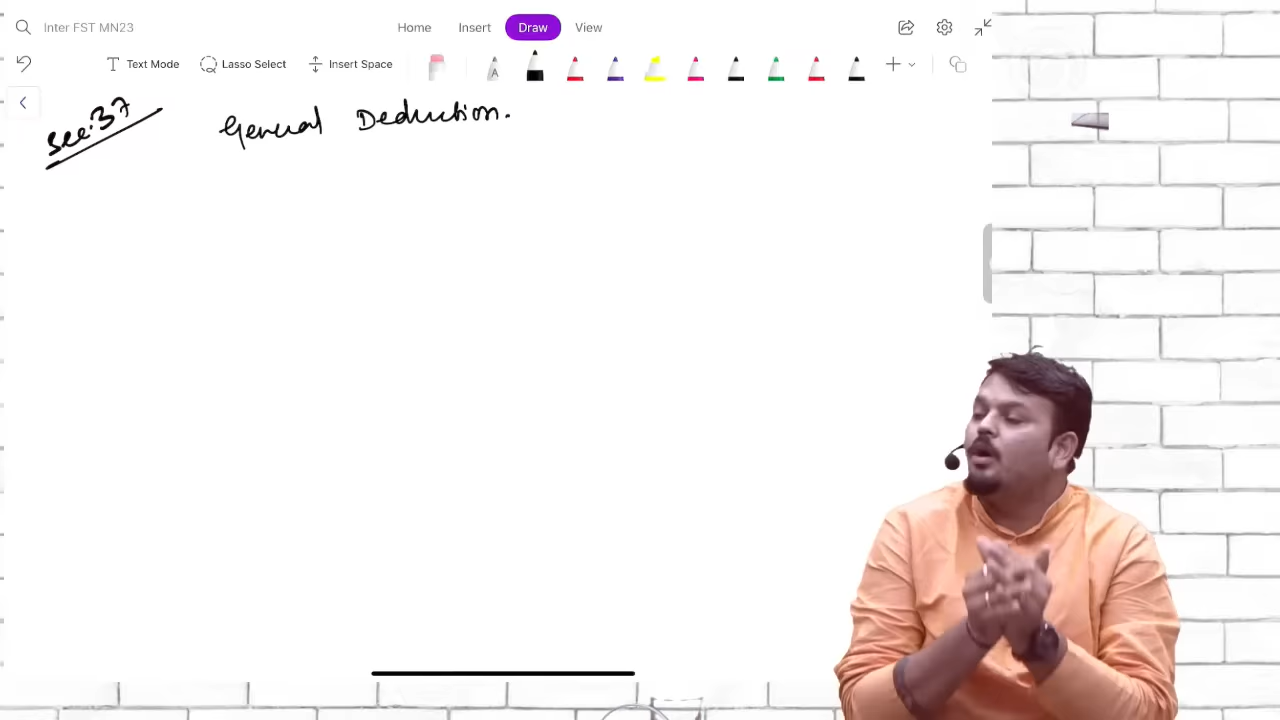 Inter FST MN23
Home Insert Draw View
Text Mode Lasso Select Insert Space
A
Sec.37 General Deduction.